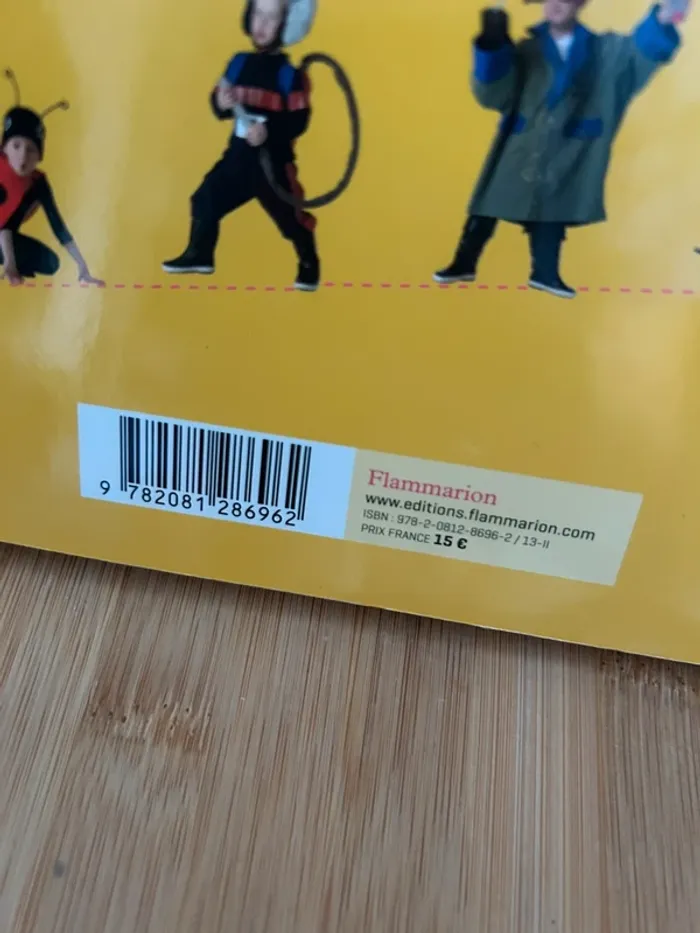 9 782081 286962
Flammarion
www.editions.flammarion.com
ISBN : 978-2-0812-8696-2 / 13-II
PRIX FRANCE 15 €